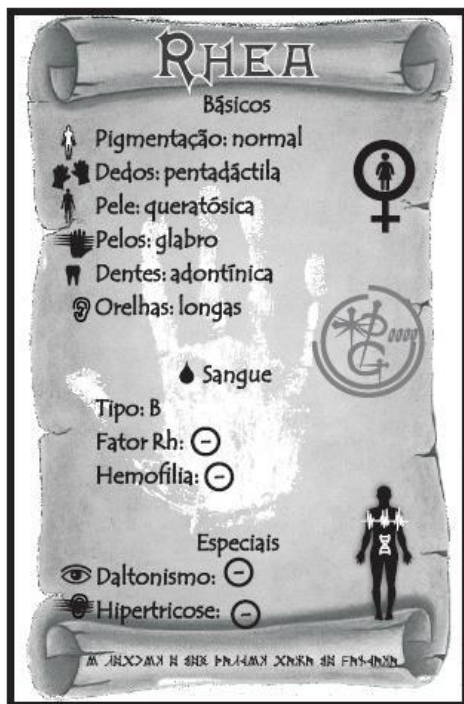 RHEA
Básicos
Pigmentação: normal
Dedos: pentadáctila
Pele: queratósica
Pelos: glabro
Dentes: adontínica
Orelhas: longas
Sangue
Tipo: B
Fator Rh: -
Hemofilia: -
Especiais
Daltonismo: -
Hipertricose: -